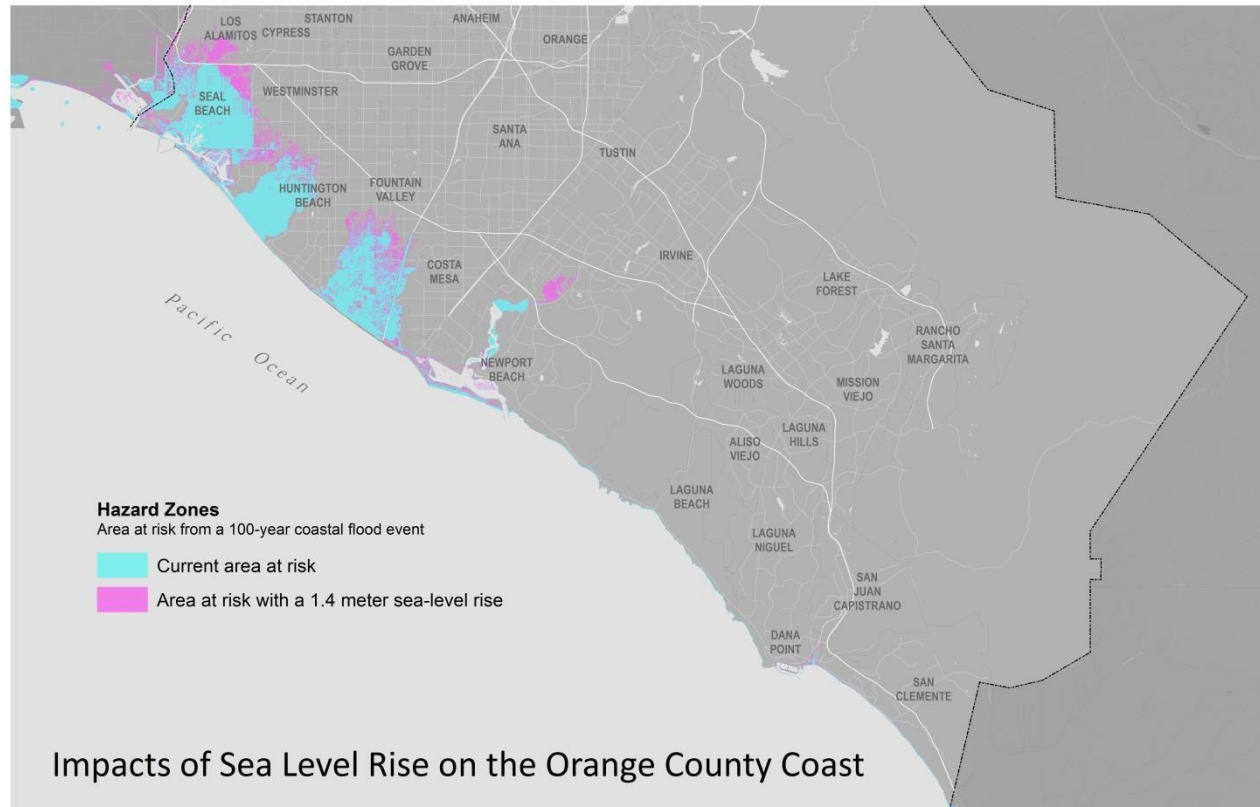 LOS
ALAMITOS
CYPRESS
STANTON
ANAHEIM
ORANGE
GARDEN
GROVE
SEAL
BEACH
WESTMINSTER
SANTA
ANA
TUSTIN
HUNTINGTON
BEACH
FOUNTAIN
VALLEY
COSTA
MESA
IRVINE
LAKE
FOREST
RANCHO
SANTA
MARGARITA
Pacific Ocean
NEWPORT
BEACH
LAGUNA
WOODS
MISSION
VIEJO
LAGUNA
HILLS
ALISO
VIEJO
LAGUNA
BEACH
LAGUNA
NIGUEL
SAN
JUAN
CAPISTRANO
DANA
POINT
SAN
CLEMENTE
Hazard Zones
Area at risk from a 100-year coastal flood event
Current area at risk
Area at risk with a 1.4 meter sea-level rise
Impacts of Sea Level Rise on the Orange County Coast